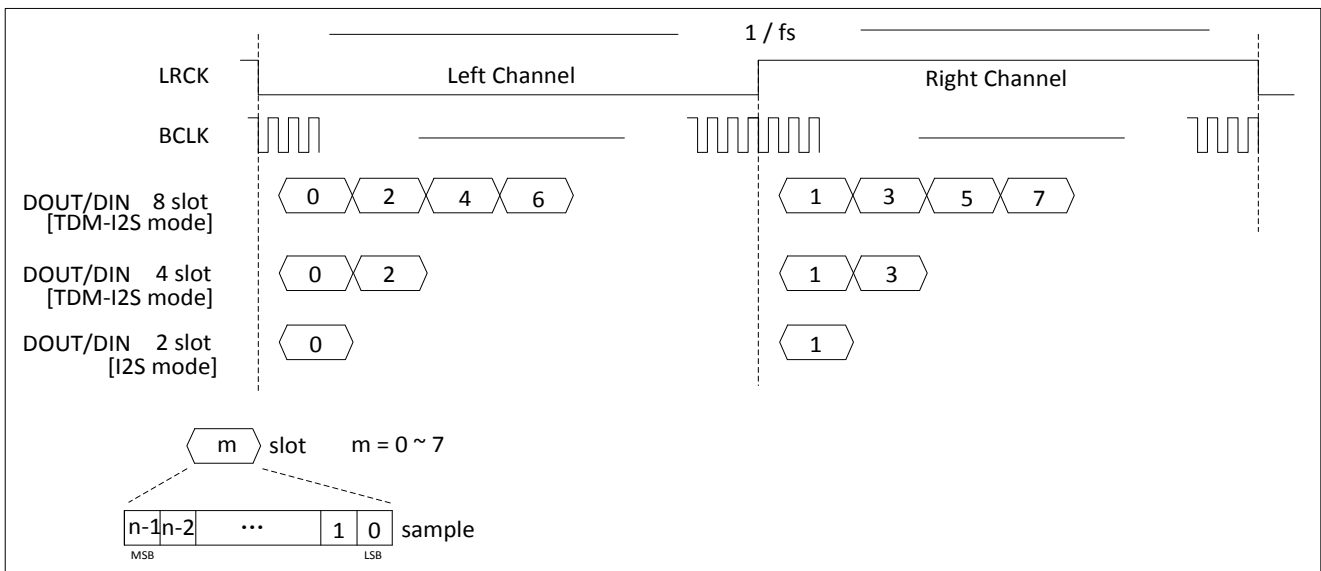 1 / fs
LRCK Left Channel Right Channel
BCLK
DOUT/DIN 8 slot 0 2 4 6 1 3 5 7
[TDM-I2S mode]
DOUT/DIN 4 slot 0 2 1 3
[TDM-I2S mode]
DOUT/DIN 2 slot 0 1
[I2S mode]
m slot m = 0 ~ 7
n-1 n-2 ... 1 0 sample
MSB LSB